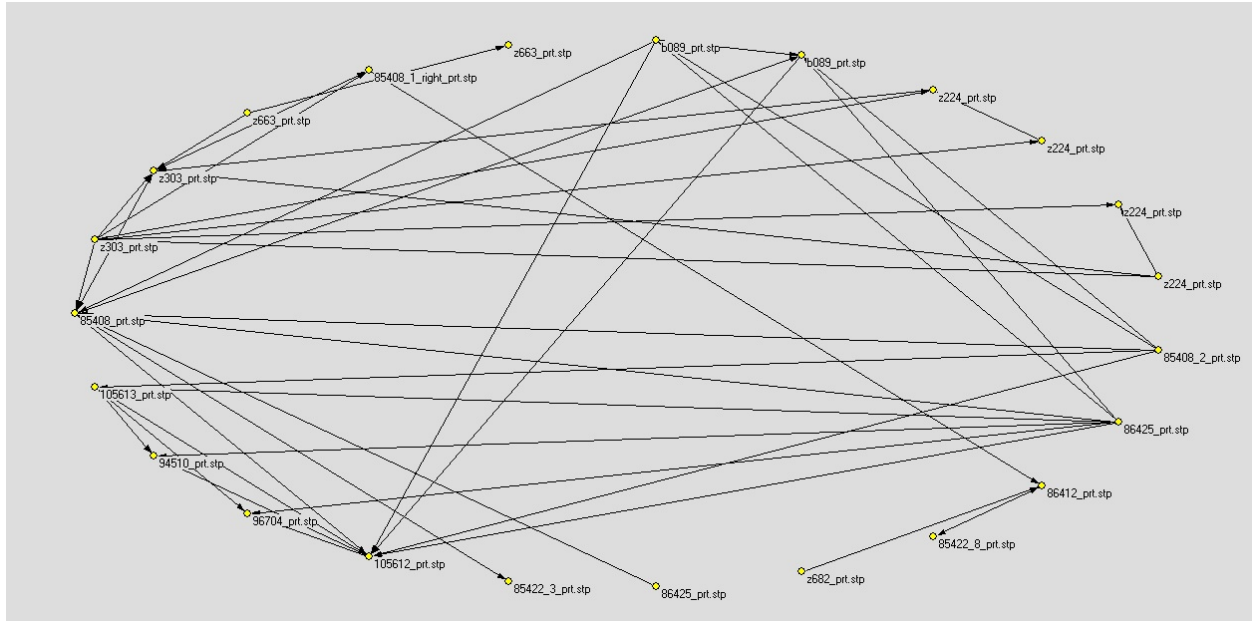 z663_prt.stp
b089_prt.stp
b089_prt.stp
85408_1_right_prt.stp
z224_prt.stp
z663_prt.stp
z224_prt.stp
z303_prt.stp
z224_prt.stp
z303_prt.stp
z224_prt.stp
85408_prt.stp
85408_2_prt.stp
105613_prt.stp
86425_prt.stp
94510_prt.stp
86412_prt.stp
96704_prt.stp
85422_8_prt.stp
105612_prt.stp
z682_prt.stp
85422_3_prt.stp
86425_prt.stp